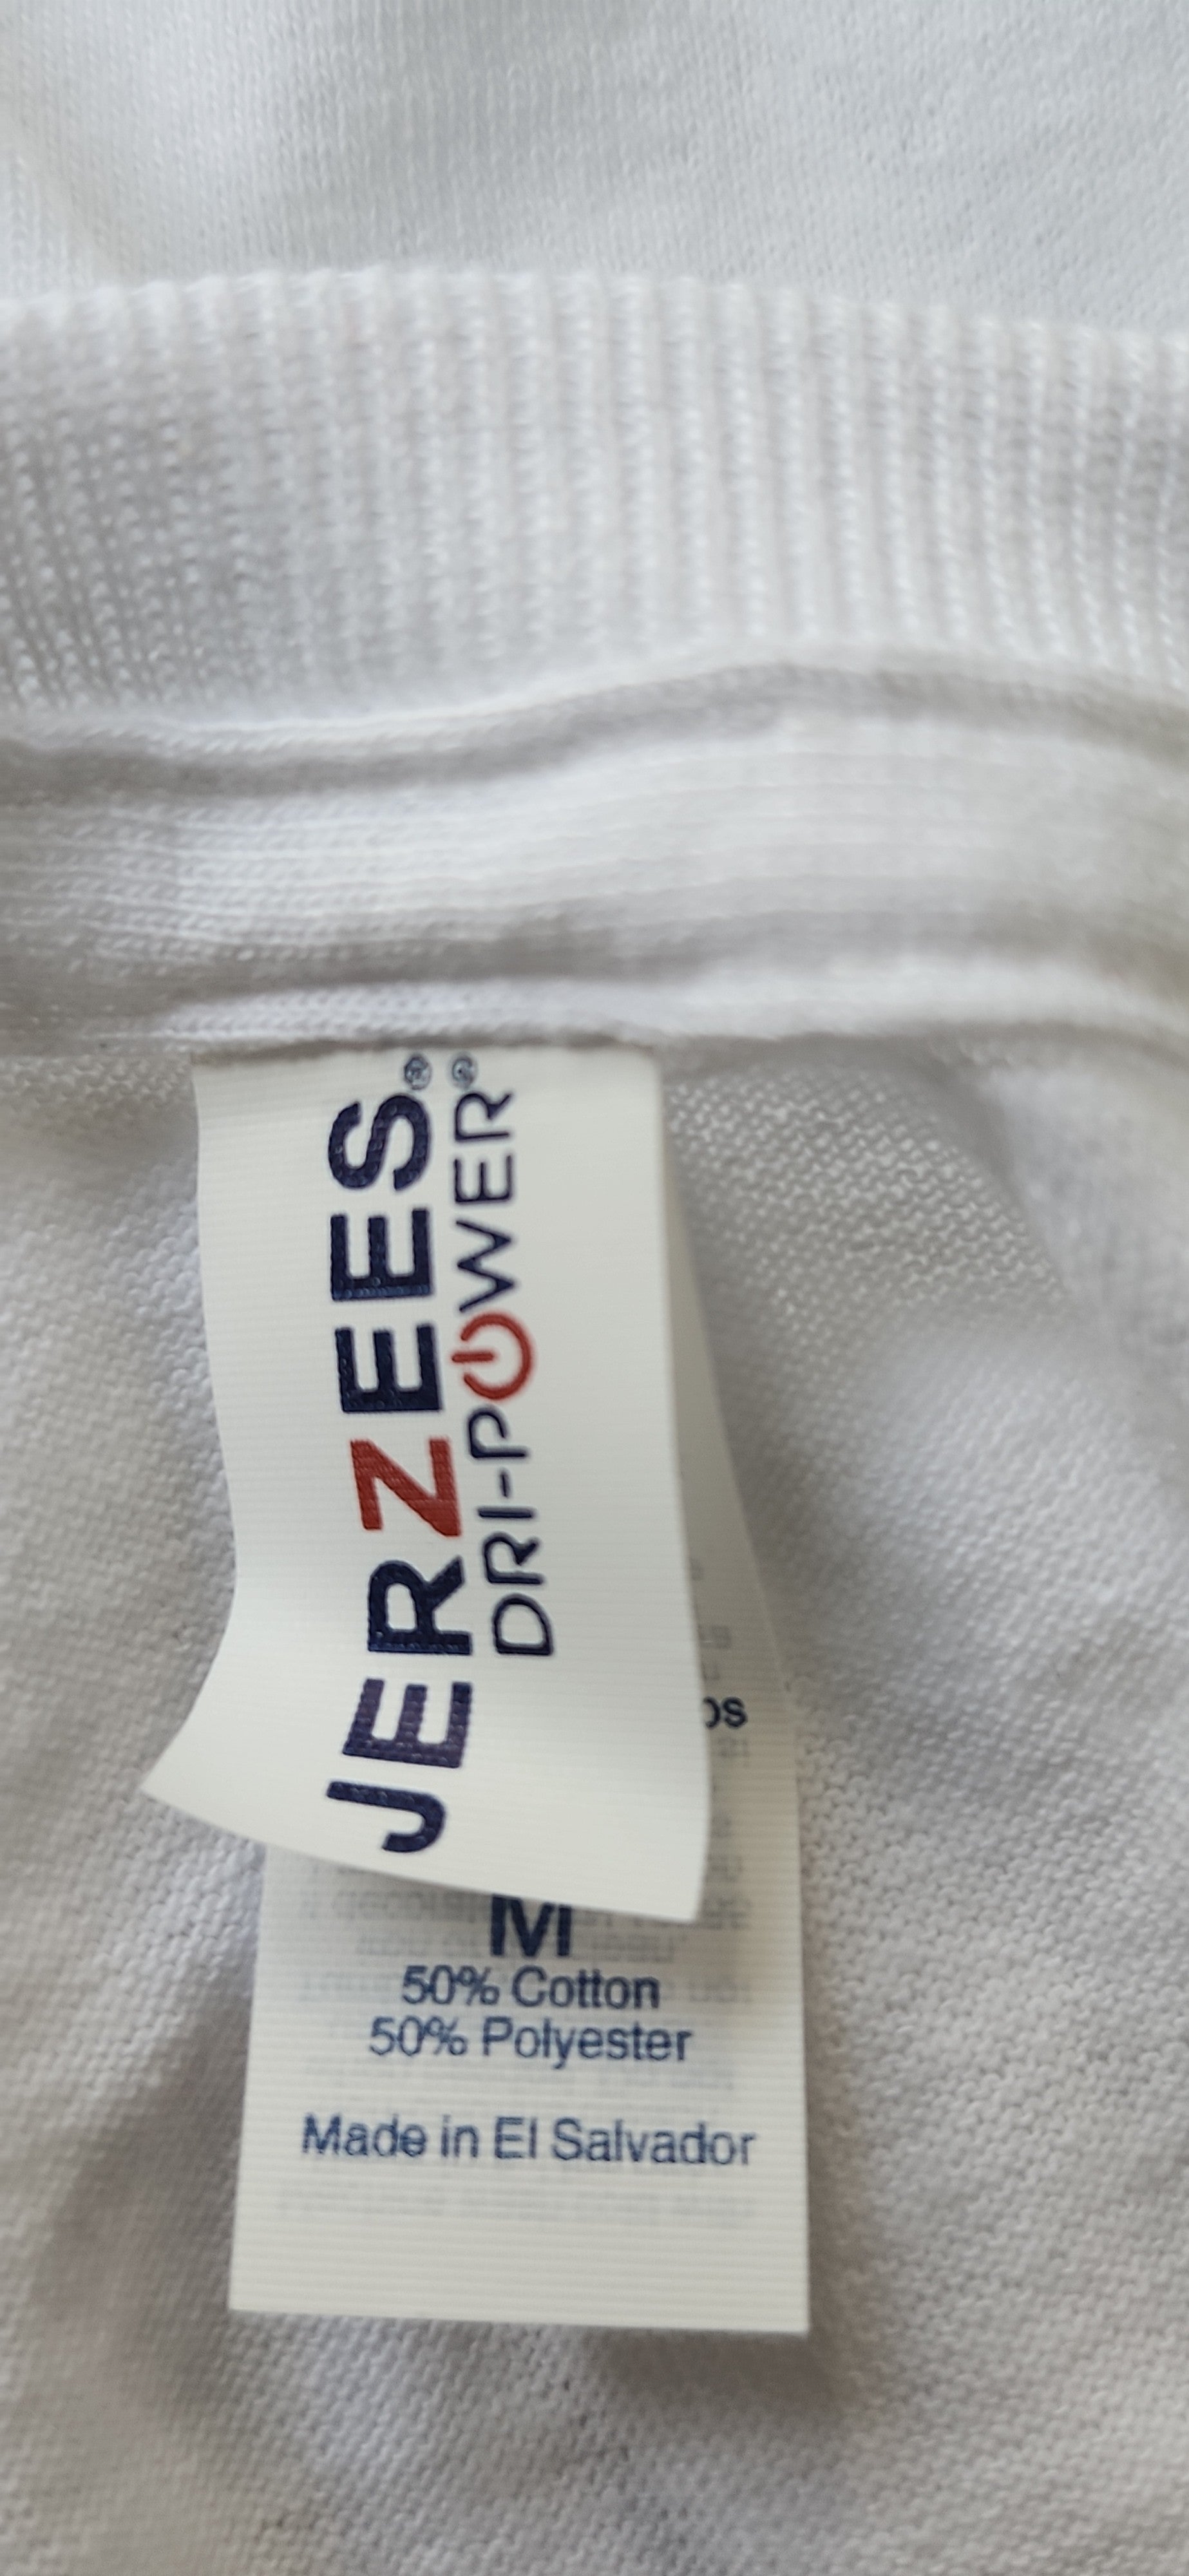 JERZEES®
DRI-POWER®
M
50% Cotton
50% Polyester
Made in El Salvador